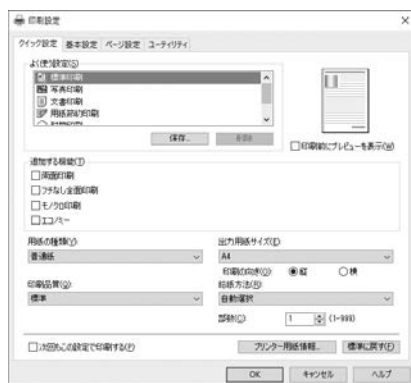 印刷設定
クイック設定 基本設定 ページ設定 ユーティリティ
よく使う設定(S)
標準印刷
写真印刷
文書印刷
用紙節約印刷
封筒印刷
保存... 削除
印刷前にプレビューを表示(W)
追加する機能(T)
両面印刷
フチなし全面印刷
モノクロ印刷
エコノミー
用紙の種類(Y): 出力用紙サイズ(Z):
普通紙 A4
印刷の向き(O): 縦 横
印刷品質(Q): 給紙方法(R):
標準 自動選択
部数(C): 1 (1-999)
次回もこの設定で印刷する(P) プリンター用紙情報... 標準に戻す(F)
OK キャンセル ヘルプ